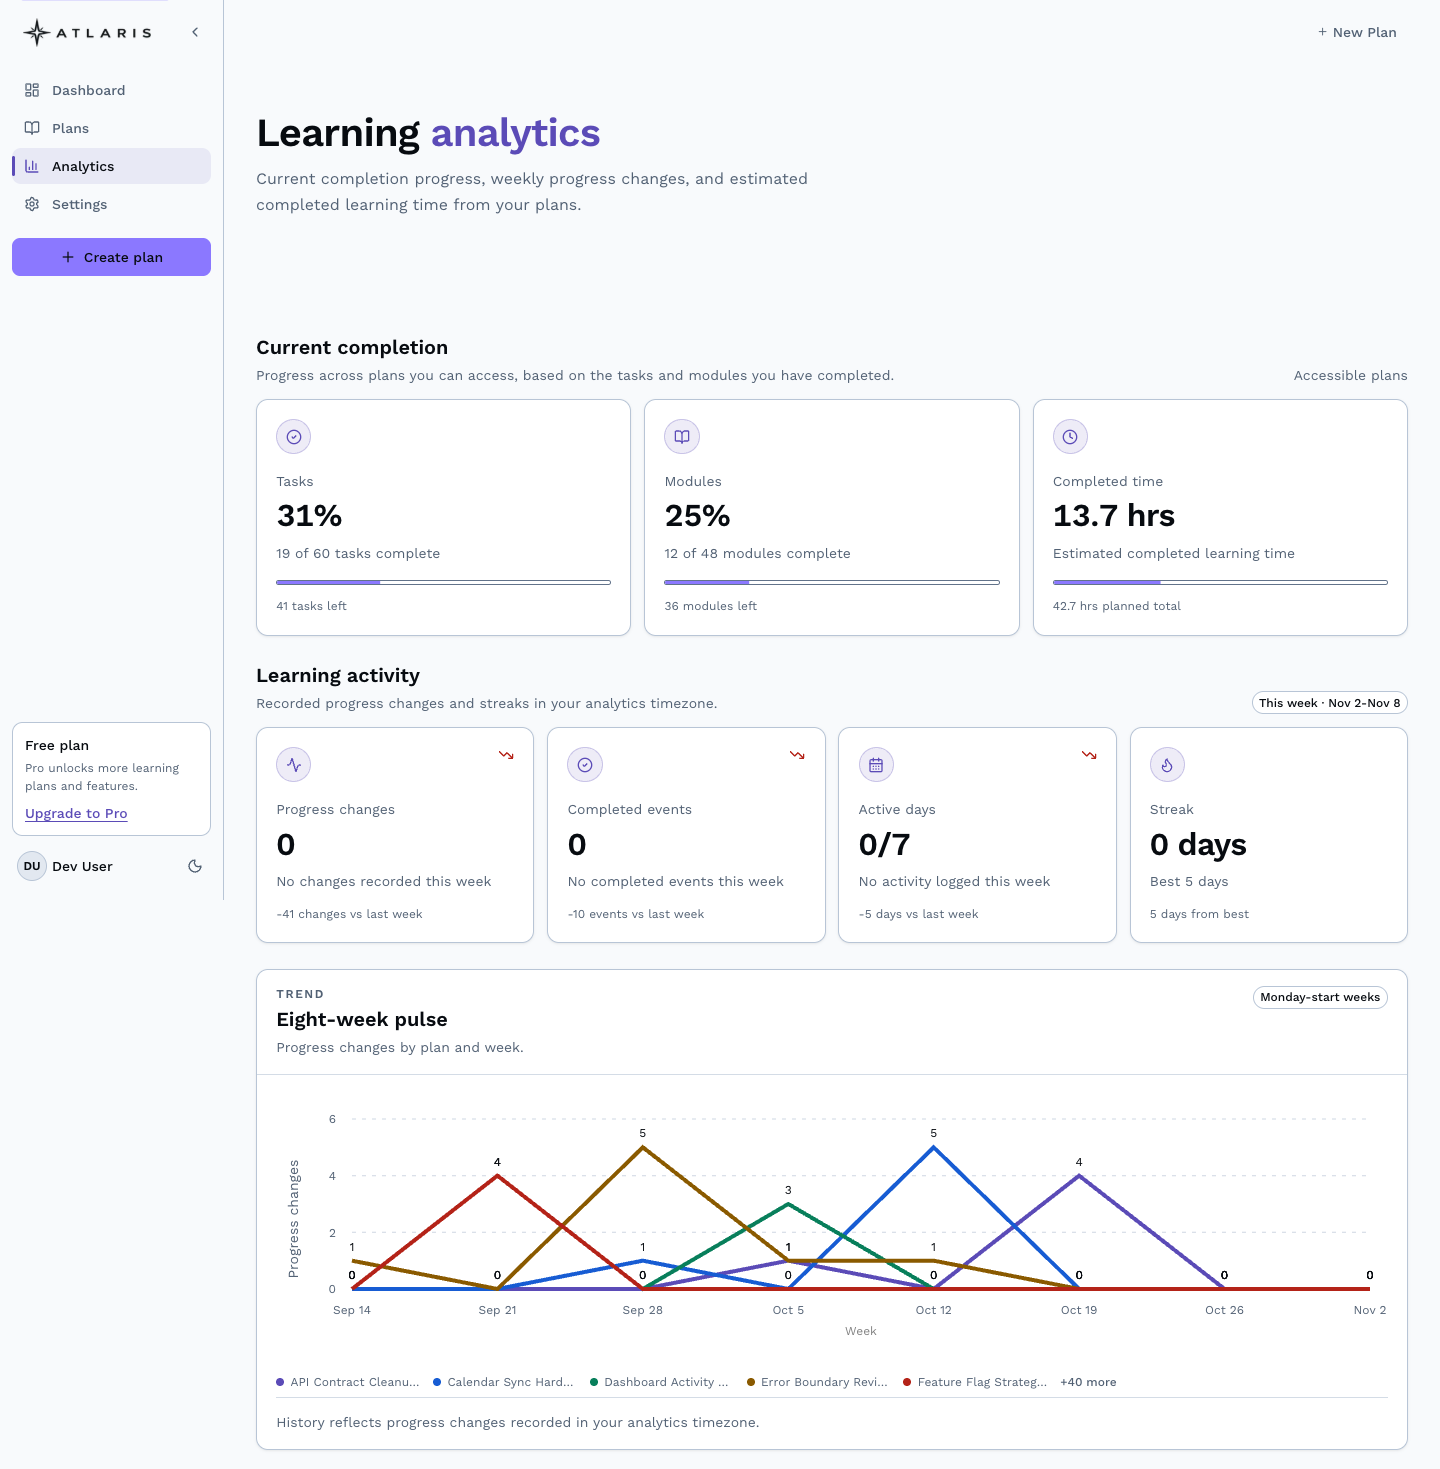 ATLARIS
+ New Plan
Dashboard
Plans
Analytics
Settings
+ Create plan
Learning analytics
Current completion progress, weekly progress changes, and estimated
completed learning time from your plans.
Current completion
Progress across plans you can access, based on the tasks and modules you have completed.
Accessible plans
Tasks
31%
19 of 60 tasks complete
41 tasks left
Modules
25%
12 of 48 modules complete
36 modules left
Completed time
13.7 hrs
Estimated completed learning time
42.7 hrs planned total
Learning activity
Recorded progress changes and streaks in your analytics timezone.
This week · Nov 2-Nov 8
Progress changes
0
No changes recorded this week
-41 changes vs last week
Completed events
0
No completed events this week
-10 events vs last week
Active days
0/7
No activity logged this week
-5 days vs last week
Streak
0 days
Best 5 days
5 days from best
Free plan
Pro unlocks more learning
plans and features.
Upgrade to Pro
DU Dev User
TREND
Eight-week pulse
Progress changes by plan and week.
Monday-start weeks
Progress changes
6
4
2
0
5
5
4
4
3
1
1
1
1
0
0
0
0
0
0
0
0
Sep 14
Sep 21
Sep 28
Oct 5
Oct 12
Oct 19
Oct 26
Nov 2
Week
API Contract Cleanu...
Calendar Sync Hard...
Dashboard Activity ...
Error Boundary Revi...
Feature Flag Strateg...
+40 more
History reflects progress changes recorded in your analytics timezone.